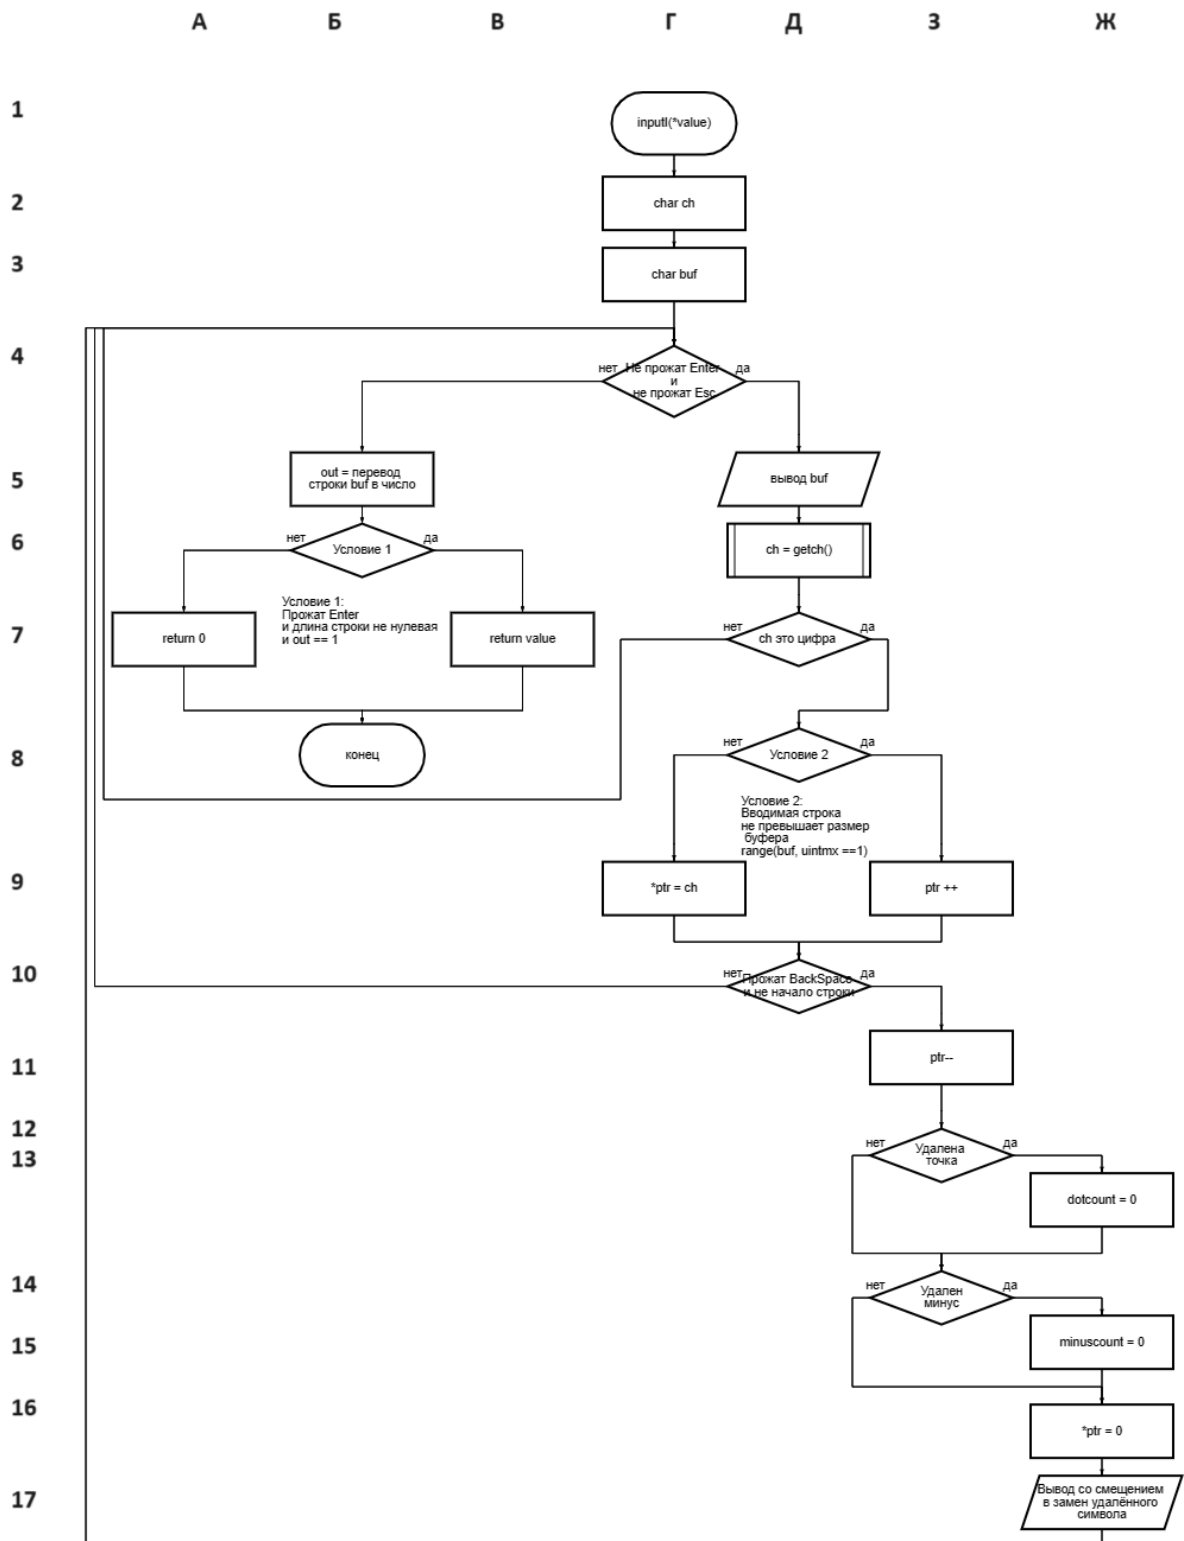 А Б В Г Д З Ж
1
inputI(*value)
2
char ch
3
char buf
4
нет
Не прожат Enter
и
не прожат Esc
да
5
out = перевод
строки buf в число
вывод buf
6
нет
Условие 1
да
ch = getch()
Условие 1:
Прожат Enter
и длина строки не нулевая
и out == 1
7
return 0
return value
нет
ch это цифра
да
8
конец
нет
Условие 2
да
Условие 2:
Вводимая строка
не превышает размер
буфера
range(buf, uintmx ==1)
9
*ptr = ch
ptr ++
10
нет
Прожат BackSpace
и не начало строки
да
11
ptr--
12
нет
Удалена
точка
да
13
dotcount = 0
14
нет
Удален
минус
да
15
minuscount = 0
16
*ptr = 0
17
Вывод со смещением
в замен удалённого
символа